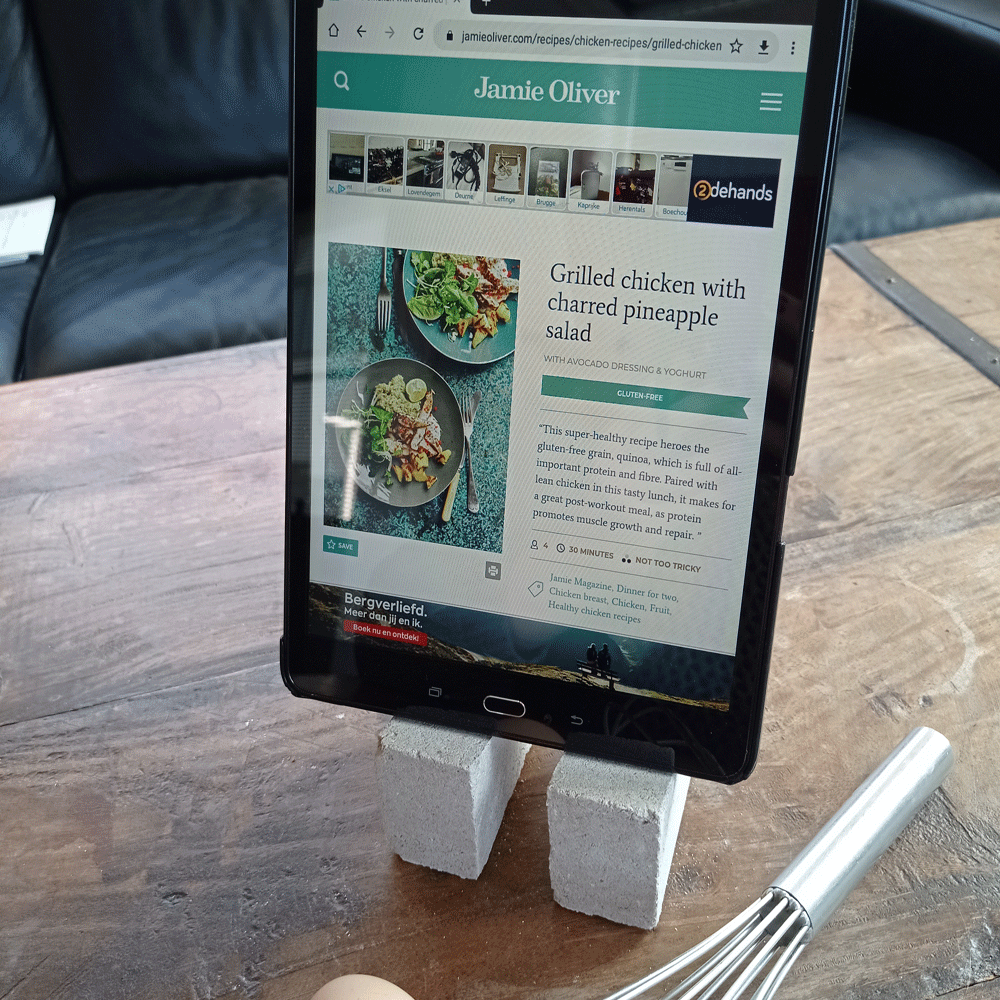 jamieoliver.com/recipes/chicken-recipes/grilled-chicken
Jamie Oliver
Eksel
Lovendegem
Deurne
Leffinge
Brugge
Kaprijke
Herentals
Boechou
2dehands
Grilled chicken with
charred pineapple
salad
WITH AVOCADO DRESSING & YOGHURT
GLUTEN-FREE
"This super-healthy recipe heroes the
gluten-free grain, quinoa, which is full of all-
important protein and fibre. Paired with
lean chicken in this tasty lunch, it makes for
a great post-workout meal, as protein
promotes muscle growth and repair. "
SAVE
4 30 MINUTES NOT TOO TRICKY
Jamie Magazine, Dinner for two,
Chicken breast, Chicken, Fruit,
Healthy chicken recipes
Bergverliefd.
Meer dan jij en ik.
Boek nu en ontdek!